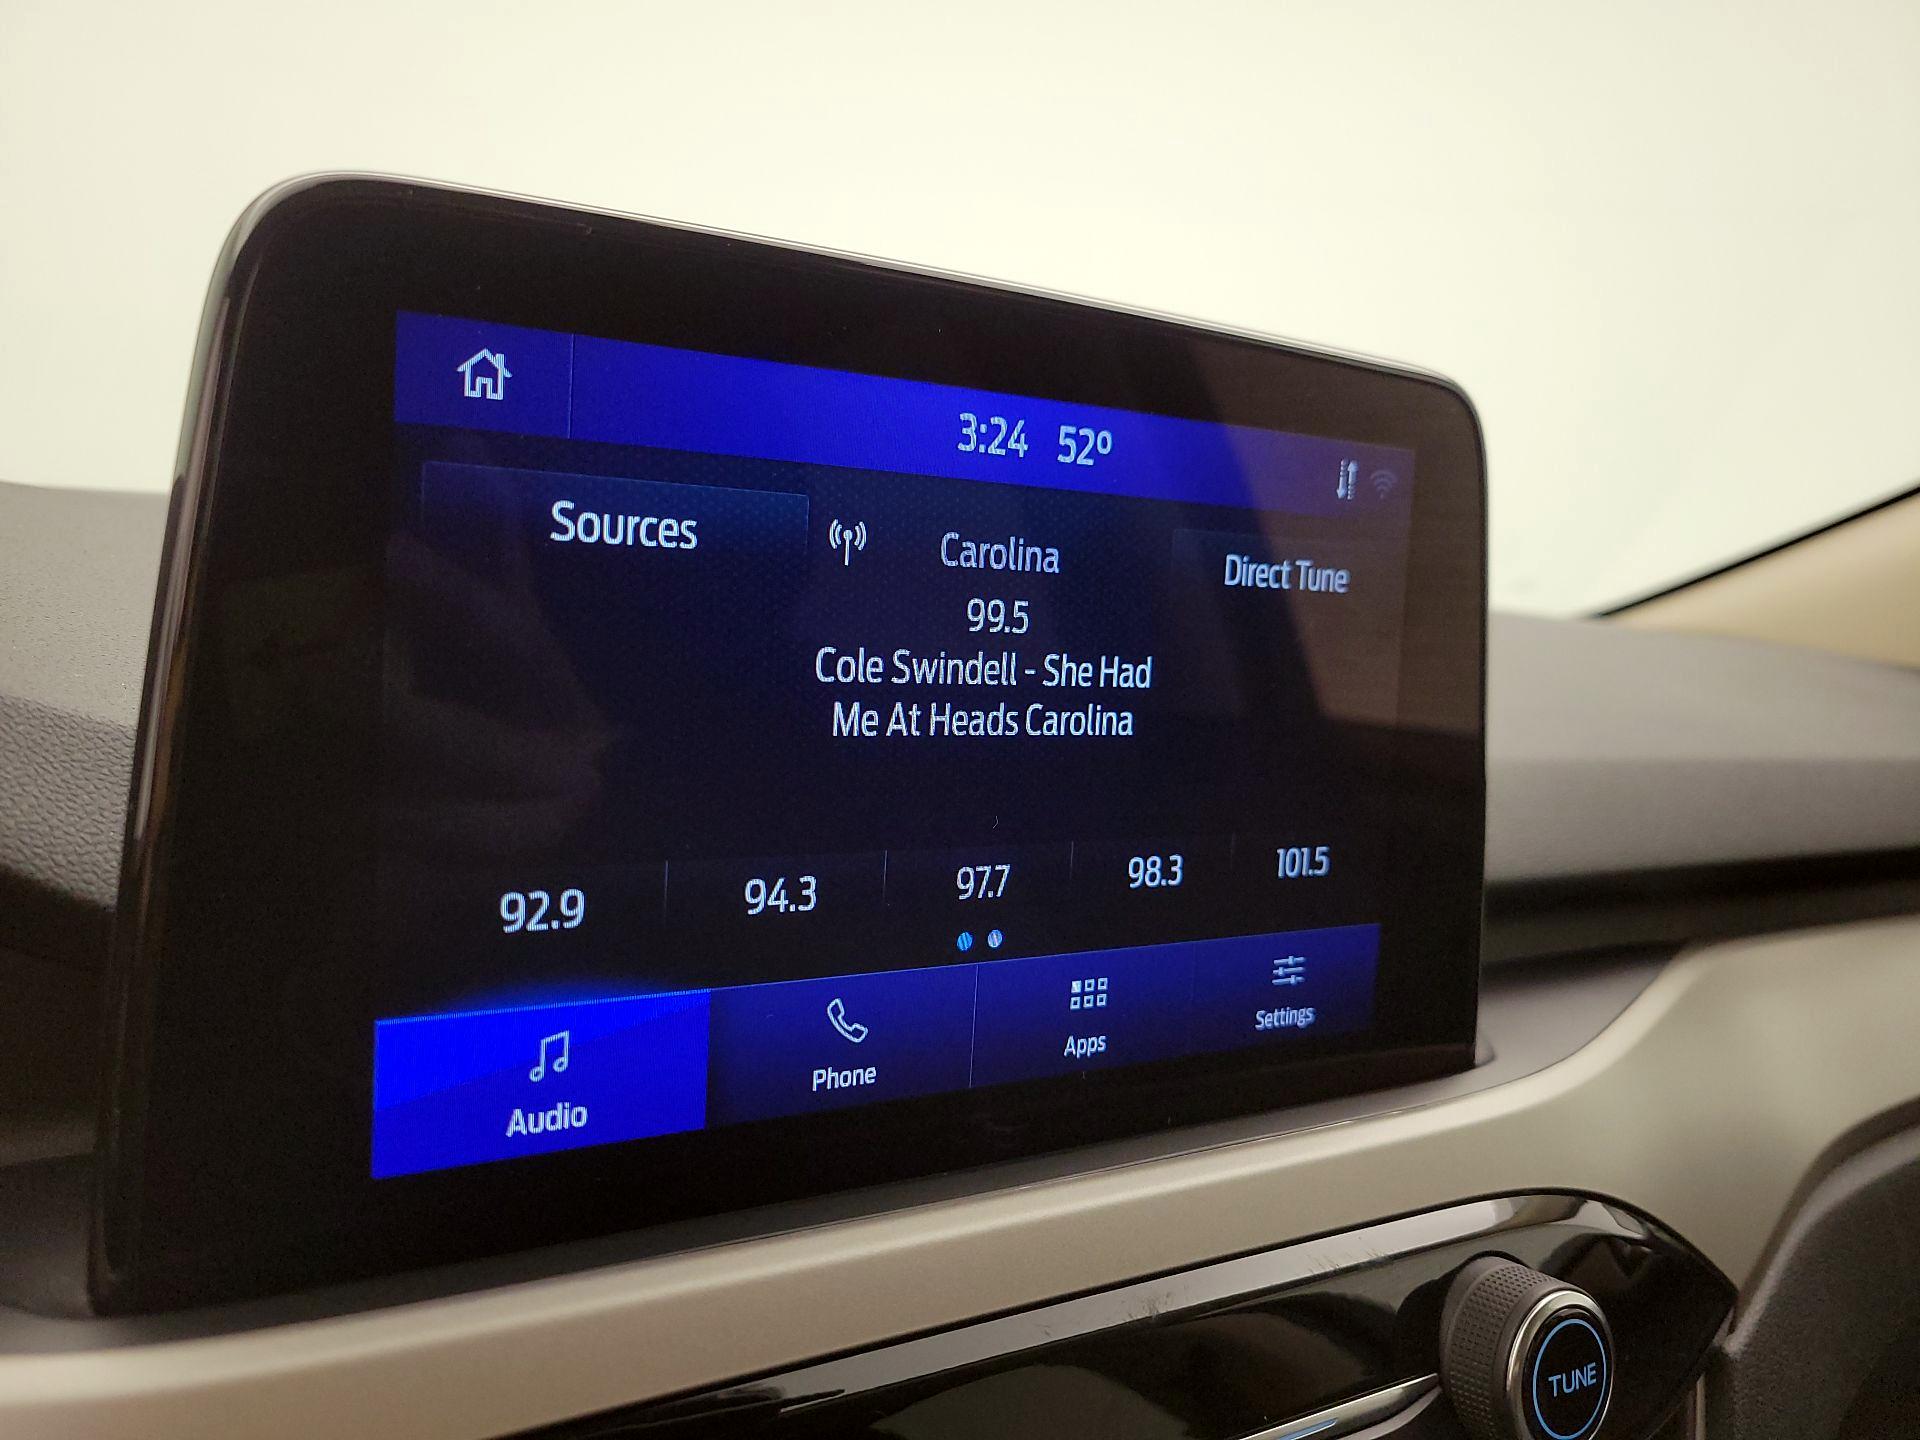 3:24 52º
Sources
Carolina
Direct Tune
99.5
Cole Swindell - She Had
Me At Heads Carolina
92.9
94.3
97.7
98.3
101.5
Audio
Phone
Apps
Settings
TUNE